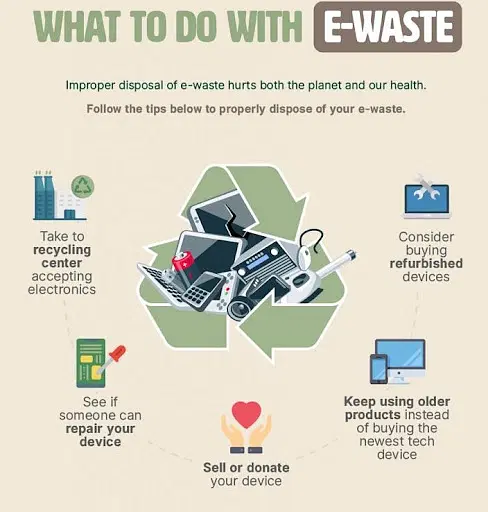 WHAT TO DO WITH E-WASTE
Improper disposal of e-waste hurts both the planet and our health.
Follow the tips below to properly dispose of your e-waste.
Take to
recycling
center
accepting
electronics
Consider
buying
refurbished
devices
See if
someone can
repair your
device
Keep using older
products instead
of buying the
newest tech
device
Sell or donate
your device